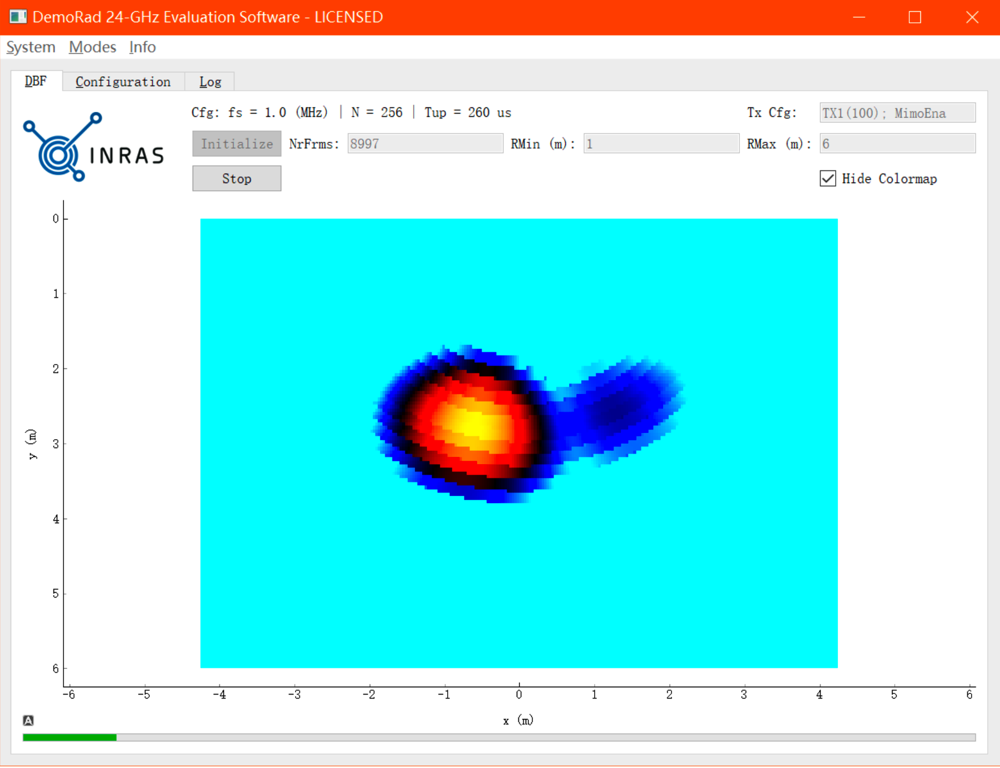 DemoRad 24-GHz Evaluation Software - LICENSED
System Modes Info
DBF Configuration Log
INRAS
Cfg: fs = 1.0 (MHz) | N = 256 | Tup = 260 us Tx Cfg: TX1(100); MimoEna
Initialize NrFrms: 8997 RMin (m): 1 RMax (m): 6
Stop Hide Colormap
0
1
2
3
4
5
6
y (m)
-6 -5 -4 -3 -2 -1 0 1 2 3 4 5 6
x (m)
A